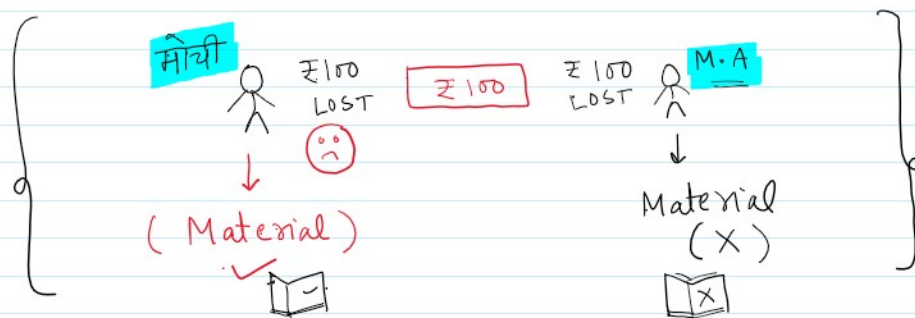 मोची
₹100
LOST
₹100
₹100
LOST
M.A
(Material)
Material
(X)
X